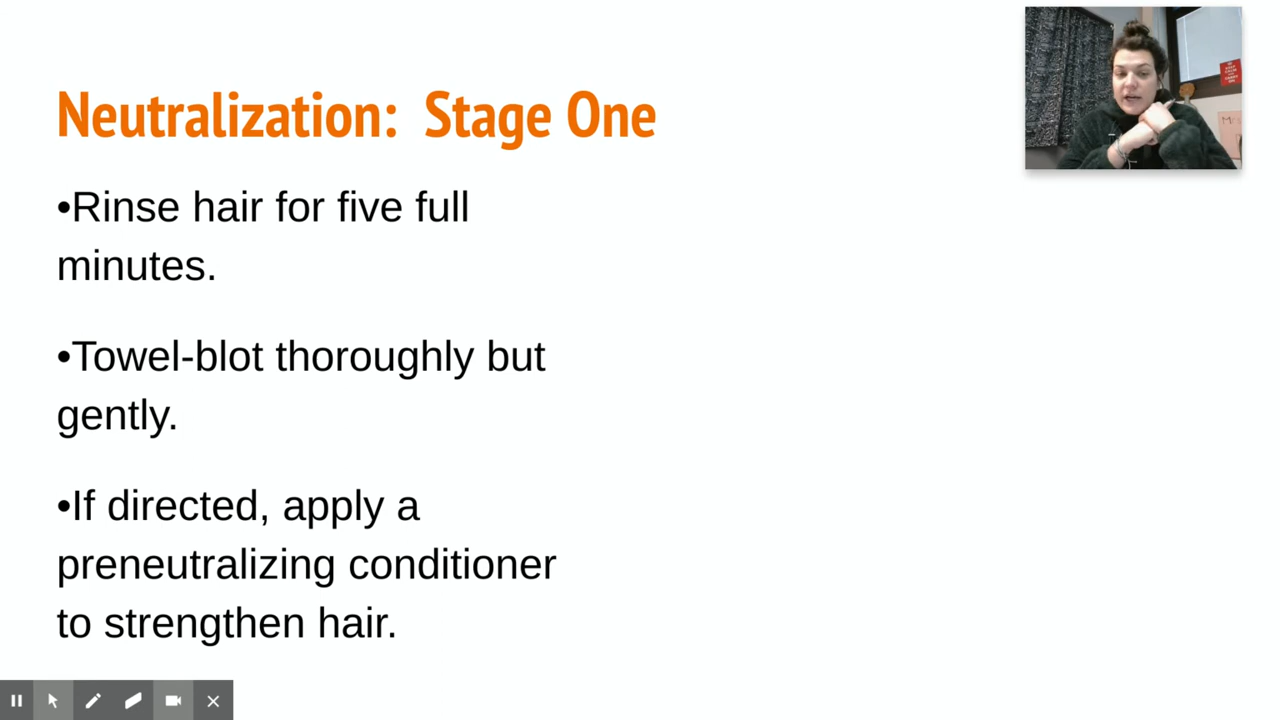 Neutralization: Stage One
•Rinse hair for five full
minutes.
•Towel-blot thoroughly but
gently.
•If directed, apply a
preneutralizing conditioner
to strengthen hair.